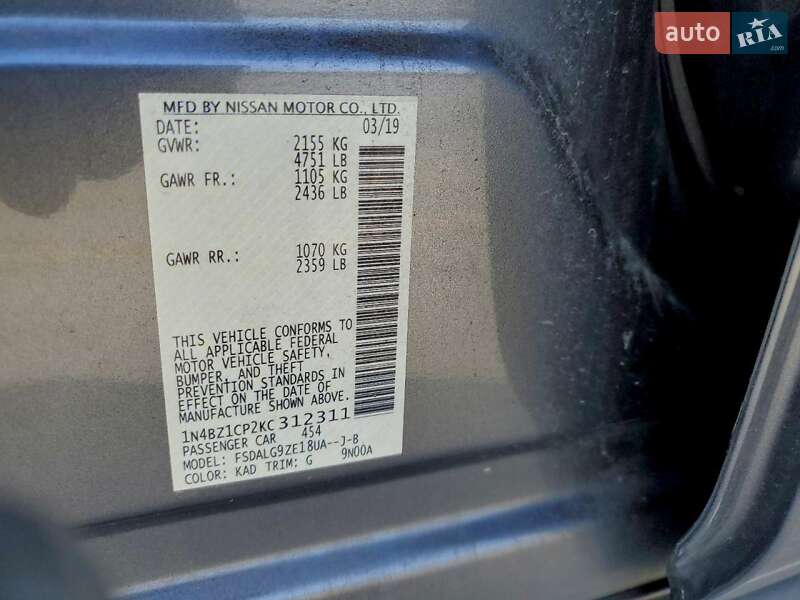 auto RIA .com
MFD BY NISSAN MOTOR CO., LTD.
DATE: 03/19
GVWR: 2155 KG
4751 LB
GAWR FR.: 1105 KG
2436 LB
GAWR RR.: 1070 KG
2359 LB
THIS VEHICLE CONFORMS TO
ALL APPLICABLE FEDERAL
MOTOR VEHICLE SAFETY,
BUMPER, AND THEFT
PREVENTION STANDARDS IN
EFFECT ON THE DATE OF
MANUFACTURE SHOWN ABOVE.
1N4BZ1CP2KC312311
PASSENGER CAR 454
MODEL: FSDALG9ZE18UA--J-B
COLOR: KAD TRIM: G 9N00A